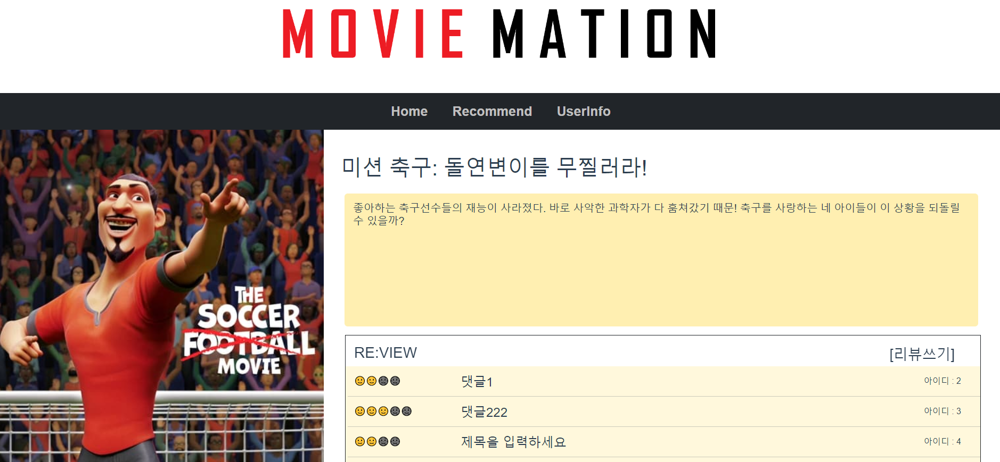 MOVIE MATION
Home Recommend UserInfo
미션 축구: 돌연변이를 무찔러라!
좋아하는 축구선수들의 재능이 사라졌다. 바로 사악한 과학자가 다 훔쳐갔기 때문! 축구를 사랑하는 네 아이들이 이 상황을 되돌릴
수 있을까?
THE
SOCCER
FOOTBALL
MOVIE
RE:VIEW [리뷰쓰기]
댓글1 아이디 : 2
댓글222 아이디 : 3
제목을 입력하세요 아이디 : 4